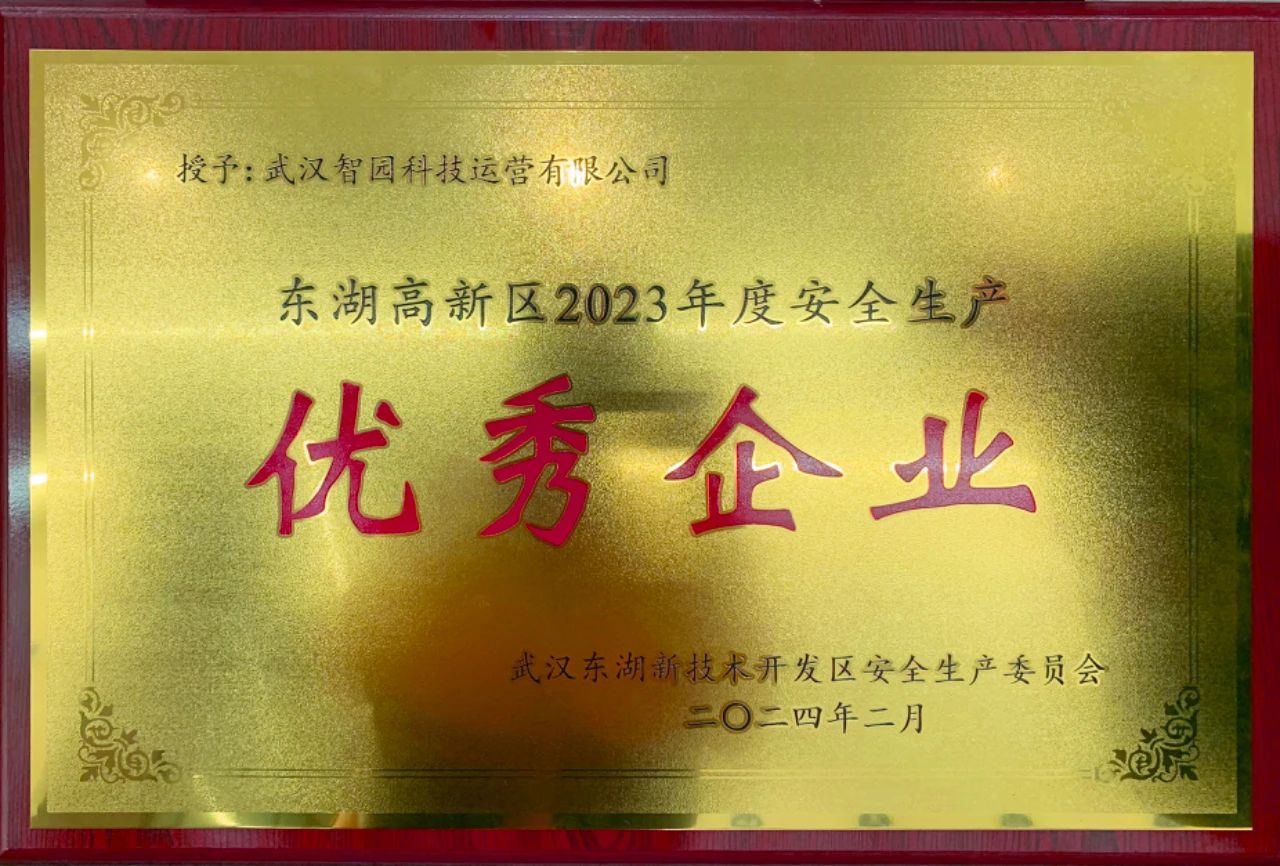 授予:武汉智园科技运营有限公司
东湖高新区2023年度安全生产
优秀企业
武汉东湖新技术开发区安全生产委员会
二〇二四年二月